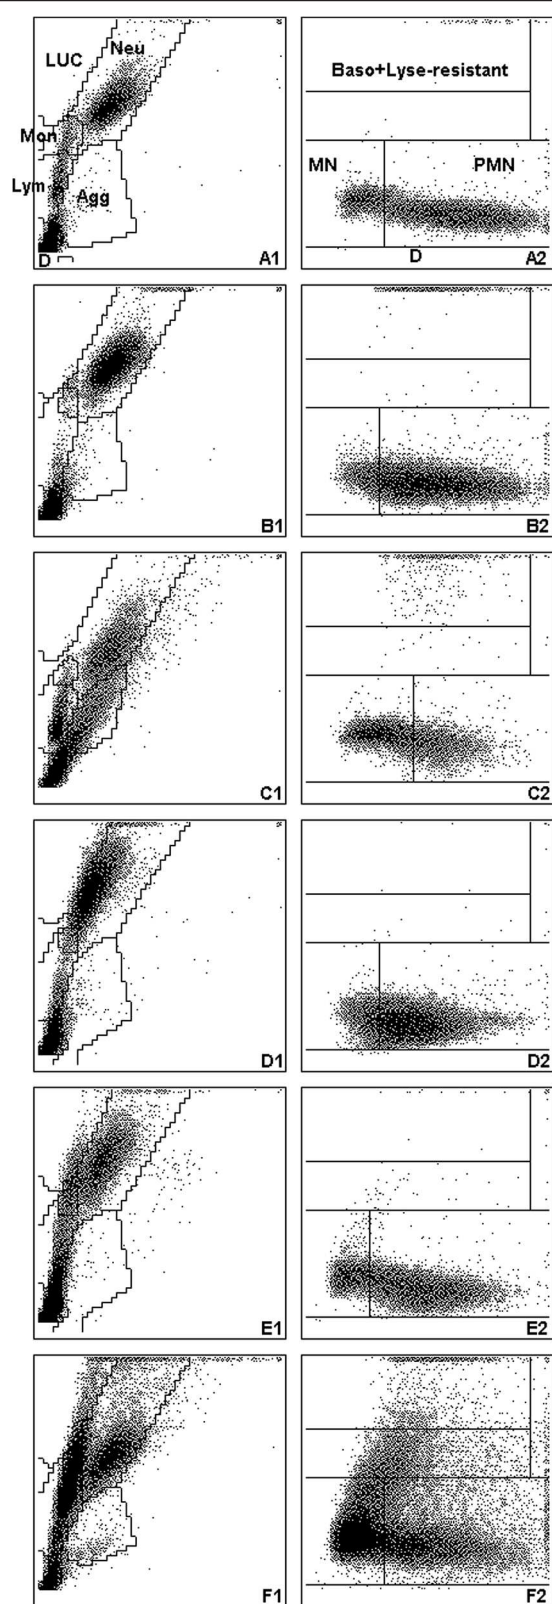 Neu
LUC
Baso+Lyse-resistant
Mon
MN
PMN
Lym
Agg
D
A1
D
A2
B1
B2
C1
C2
D1
D2
E1
E2
F1
F2